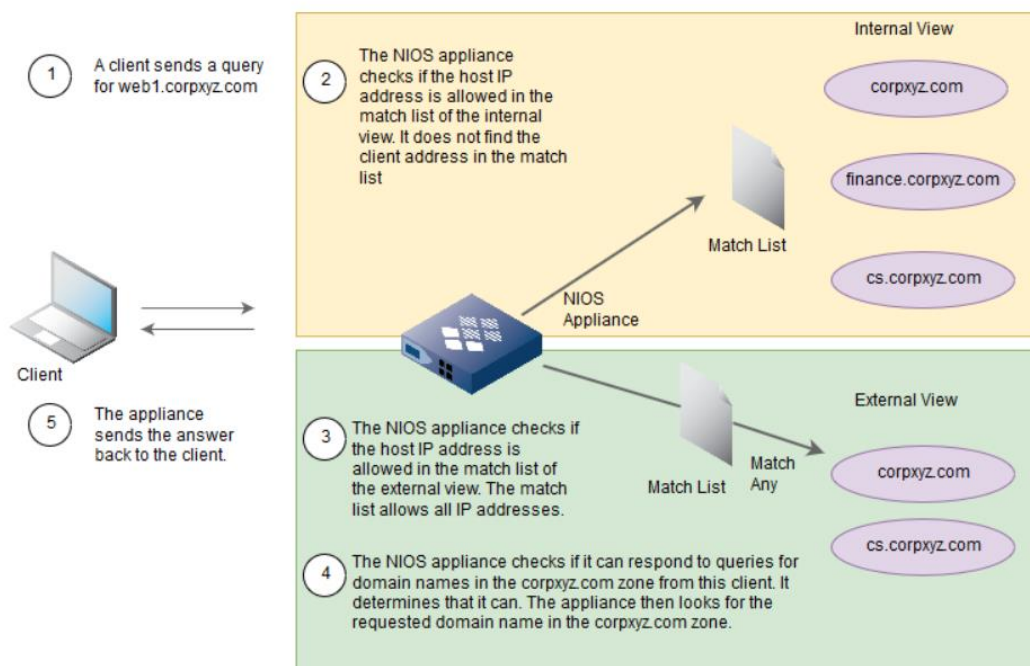 1
A client sends a query
for web1.corpxyz.com
2
The NIOS appliance
checks if the host IP
address is allowed in the
match list of the internal
view. It does not find the
client address in the match
list
Internal View
corpxyz.com
finance.corpxyz.com
cs.corpxyz.com
Match List
NIOS
Appliance
Client
5
The appliance
sends the answer
back to the client.
3
The NIOS appliance checks if
the host IP address is
allowed in the match list of
the external view. The match
list allows all IP addresses.
Match List
Match
Any
External View
corpxyz.com
cs.corpxyz.com
4
The NIOS appliance checks if it can respond to queries for
domain names in the corpxyz.com zone from this client. It
determines that it can. The appliance then looks for the
requested domain name in the corpxyz.com zone.